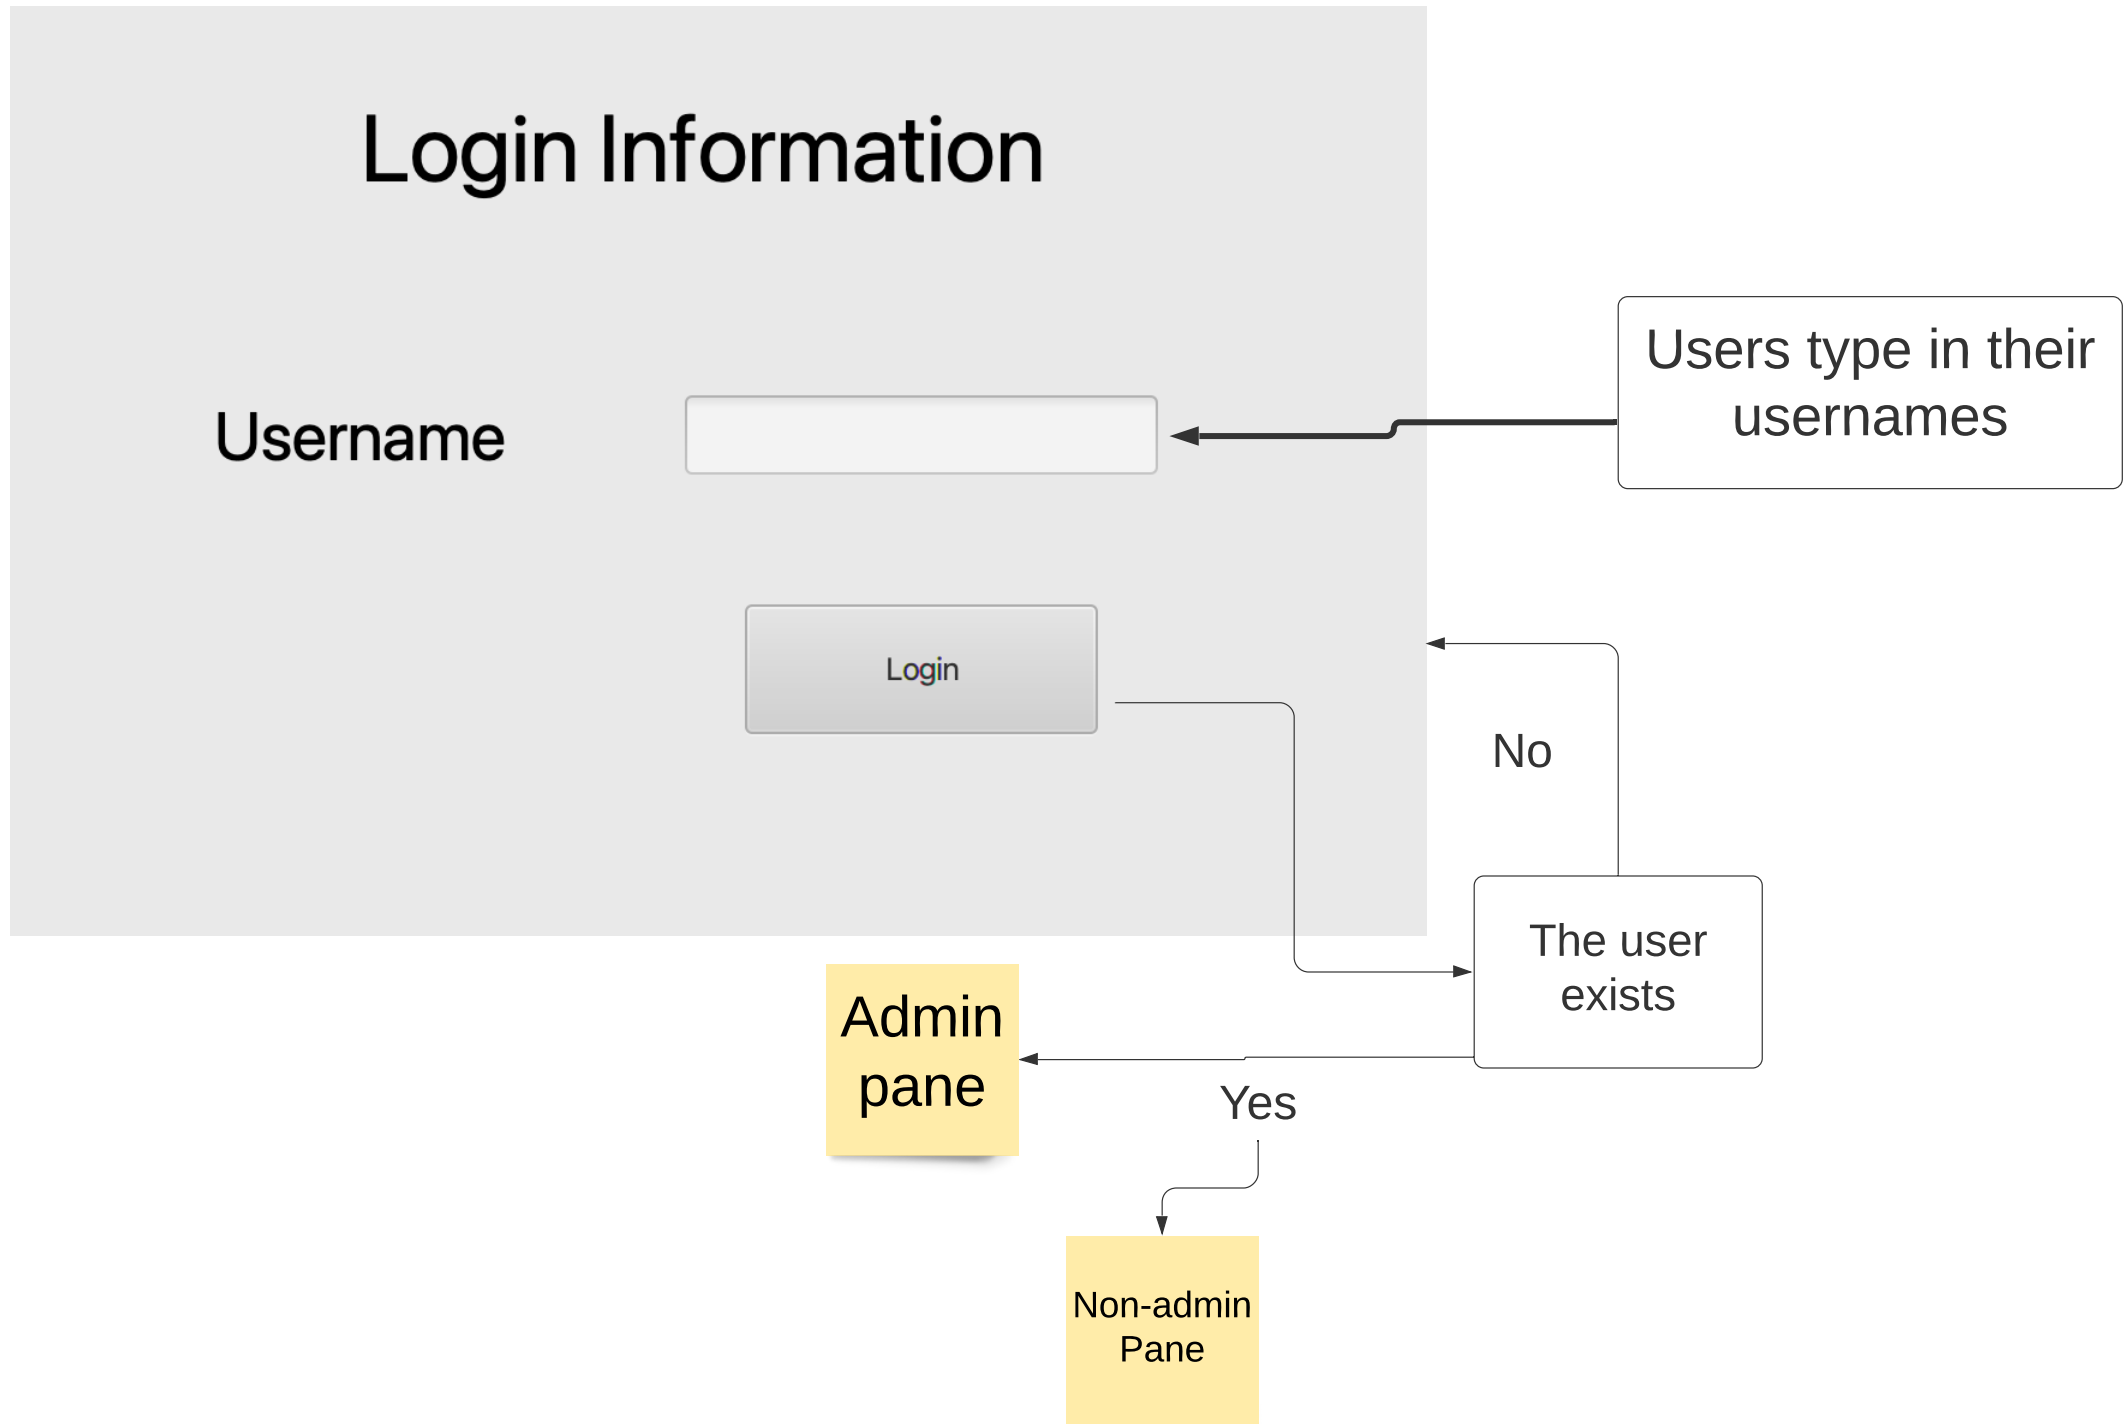 Login Information
Users type in their
usernames
Username
Login
No
The user
exists
Admin
pane
Yes
Non-admin
Pane